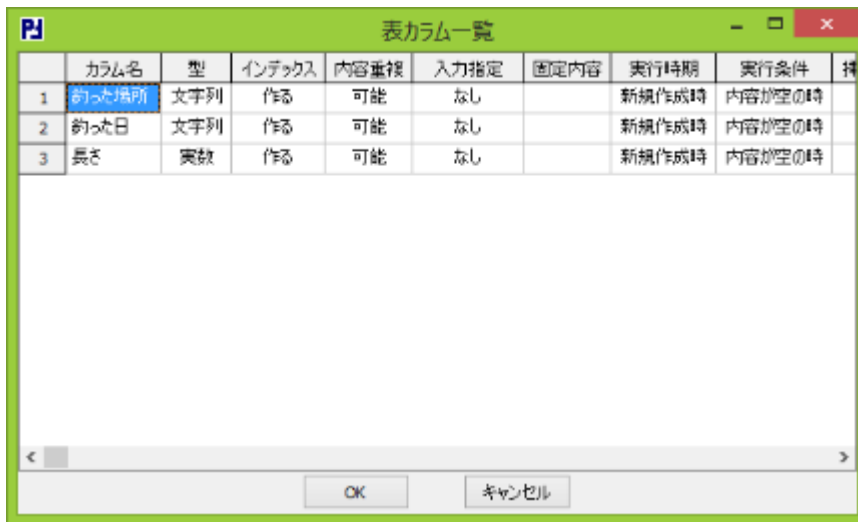 表カラム一覧
カラム名 型 インデックス 内容重複 入力指定 固定内容 実行時期 実行条件
1 釣った場所 文字列 作る 可能 なし 新規作成時 内容が空の時
2 釣った日 文字列 作る 可能 なし 新規作成時 内容が空の時
3 長さ 実数 作る 可能 なし 新規作成時 内容が空の時
OK キャンセル